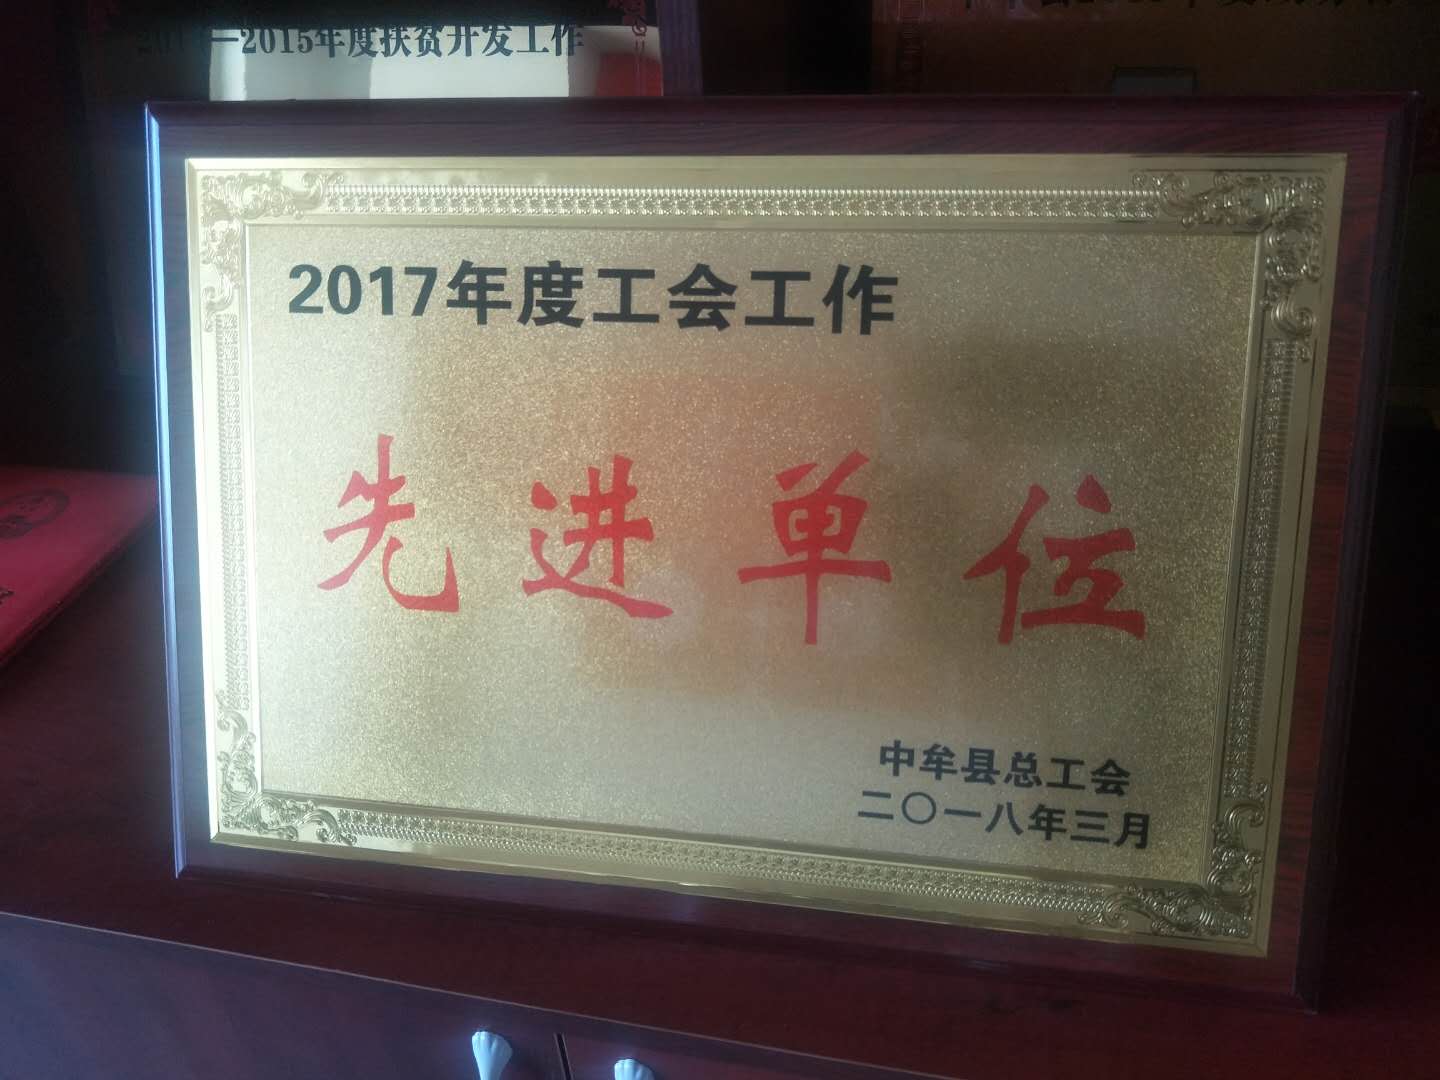 —2015年度扶贫开发工作
2017年度工会工作
先进单位
中牟县总工会
二〇一八年三月